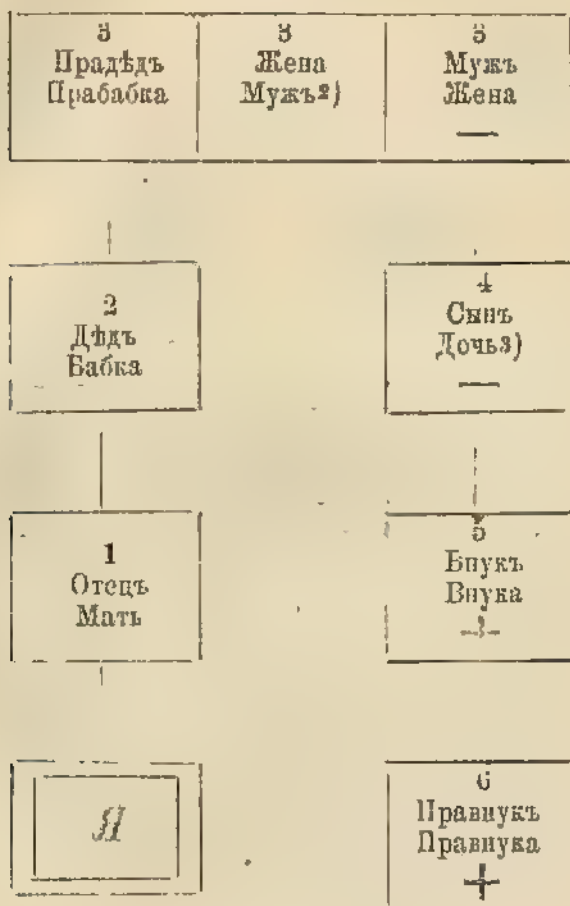 3
Прадѣдъ
Прабабка
3
Жена
Мужъ²)
3
Мужъ
Жена
—
2
Дѣдъ
Бабка
4
Сынъ
Дочь³)
—
1
Отецъ
Мать
5
Внукъ
Внука
+
Я
6
Правнукъ
Правнука
+